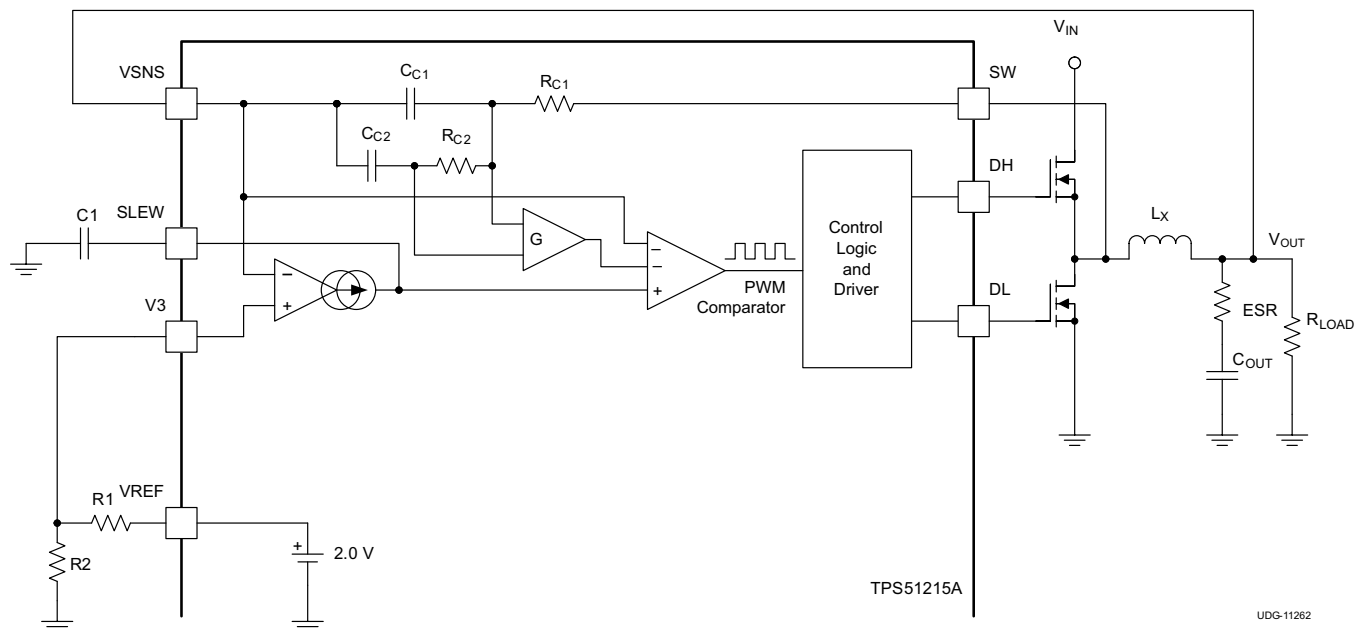 VIN
VSNS
CC1
RC1
SW
CC2
RC2
DH
C1
SLEW
G
–
–
+
PWM
Comparator
Control
Logic
and
Driver
LX
VOUT
–
+
V3
DL
ESR
RLOAD
COUT
R1
VREF
R2
+
2.0 V
TPS51215A
UDG-11262